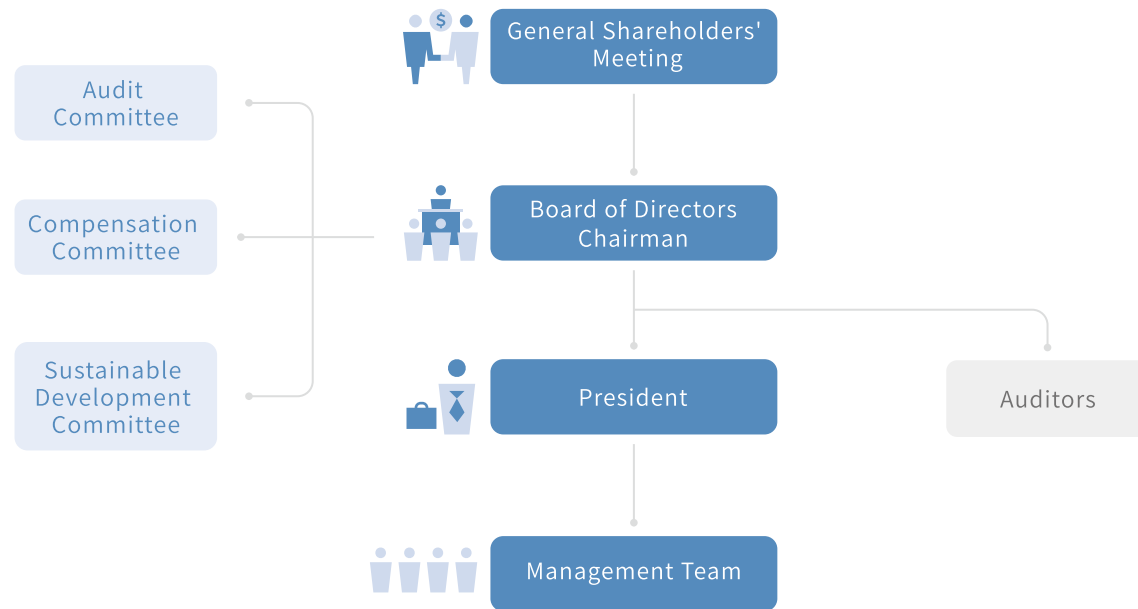 $
General Shareholders'
Meeting
Audit
Committee
Board of Directors
Chairman
Compensation
Committee
Sustainable
Development
Committee
President
Auditors
Management Team